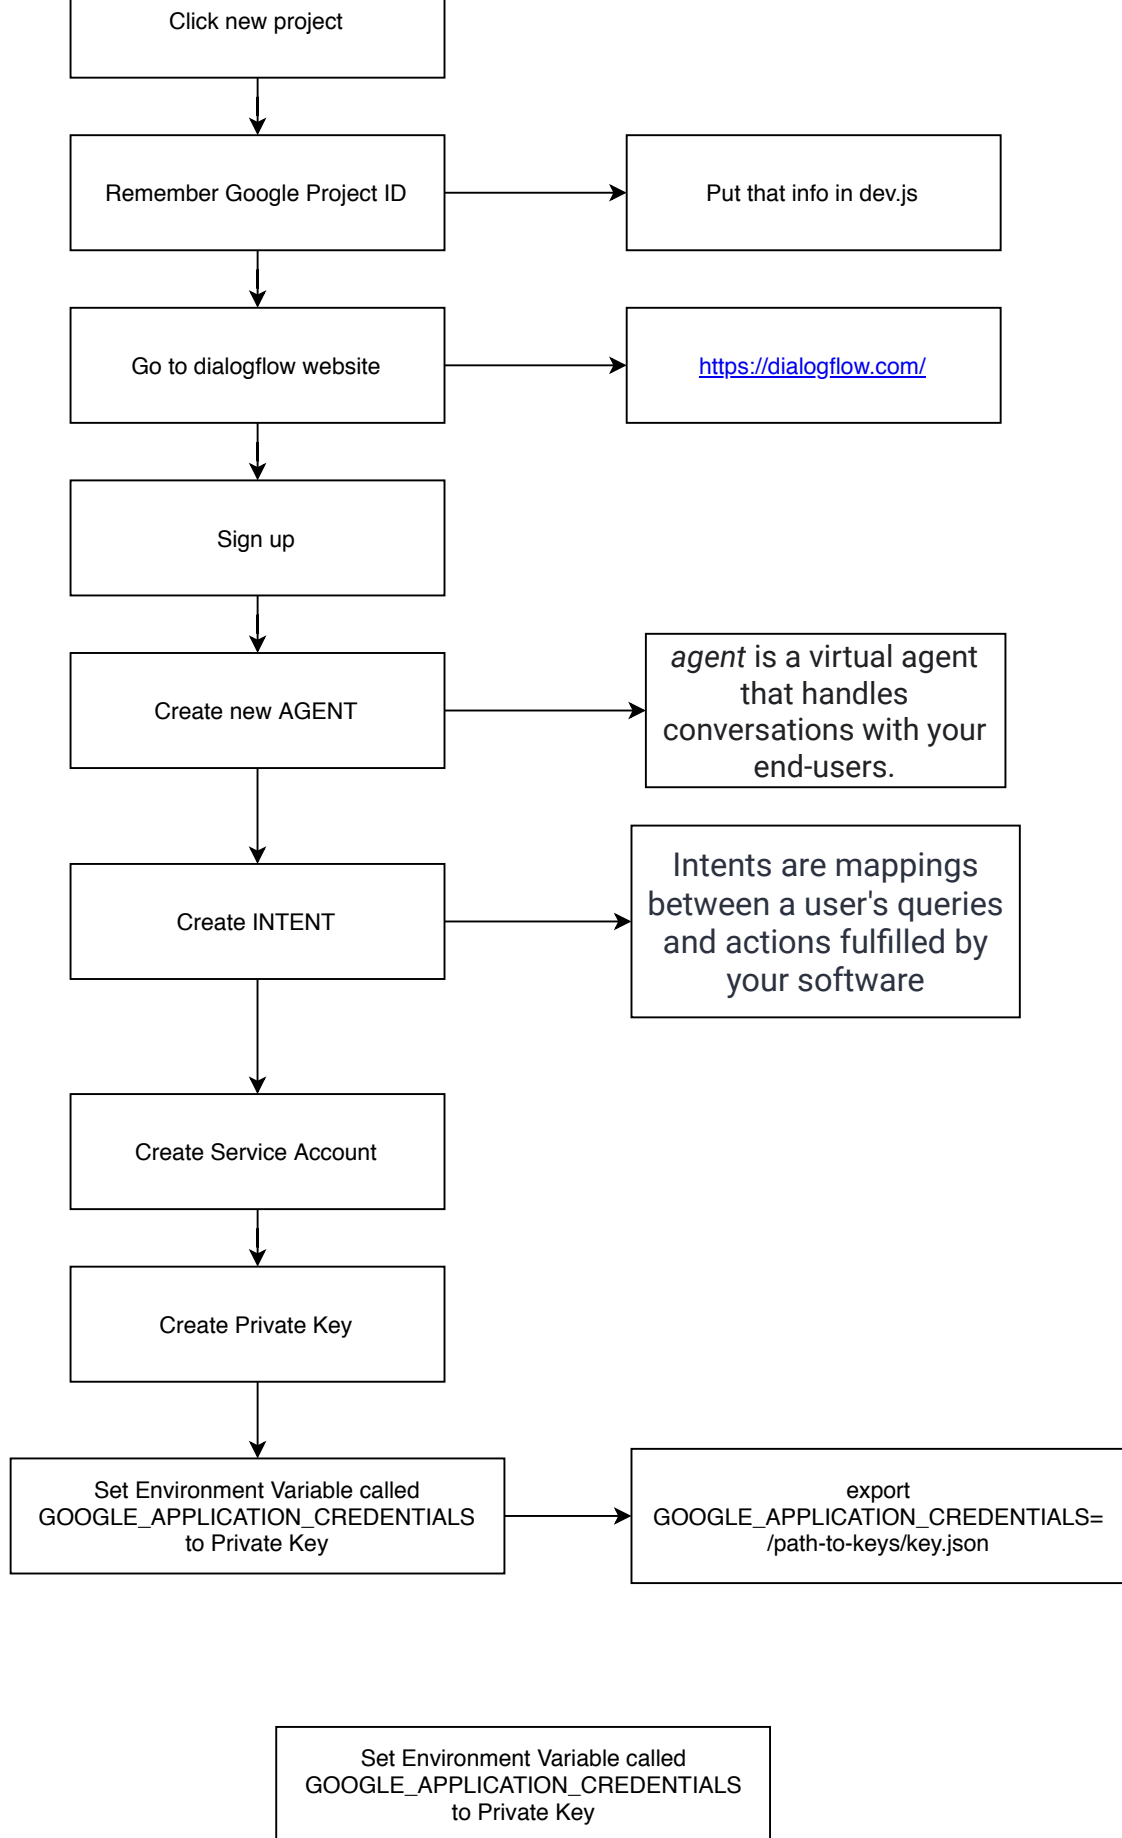 Click new project
Remember Google Project ID
Put that info in dev.js
Go to dialogflow website
https://dialogflow.com/
Sign up
Create new AGENT
agent is a virtual agent
that handles
conversations with your
end-users.
Create INTENT
Intents are mappings
between a user's queries
and actions fulfilled by
your software
Create Service Account
Create Private Key
Set Environment Variable called
GOOGLE_APPLICATION_CREDENTIALS
to Private Key
export
GOOGLE_APPLICATION_CREDENTIALS=
/path-to-keys/key.json
Set Environment Variable called
GOOGLE_APPLICATION_CREDENTIALS
to Private Key